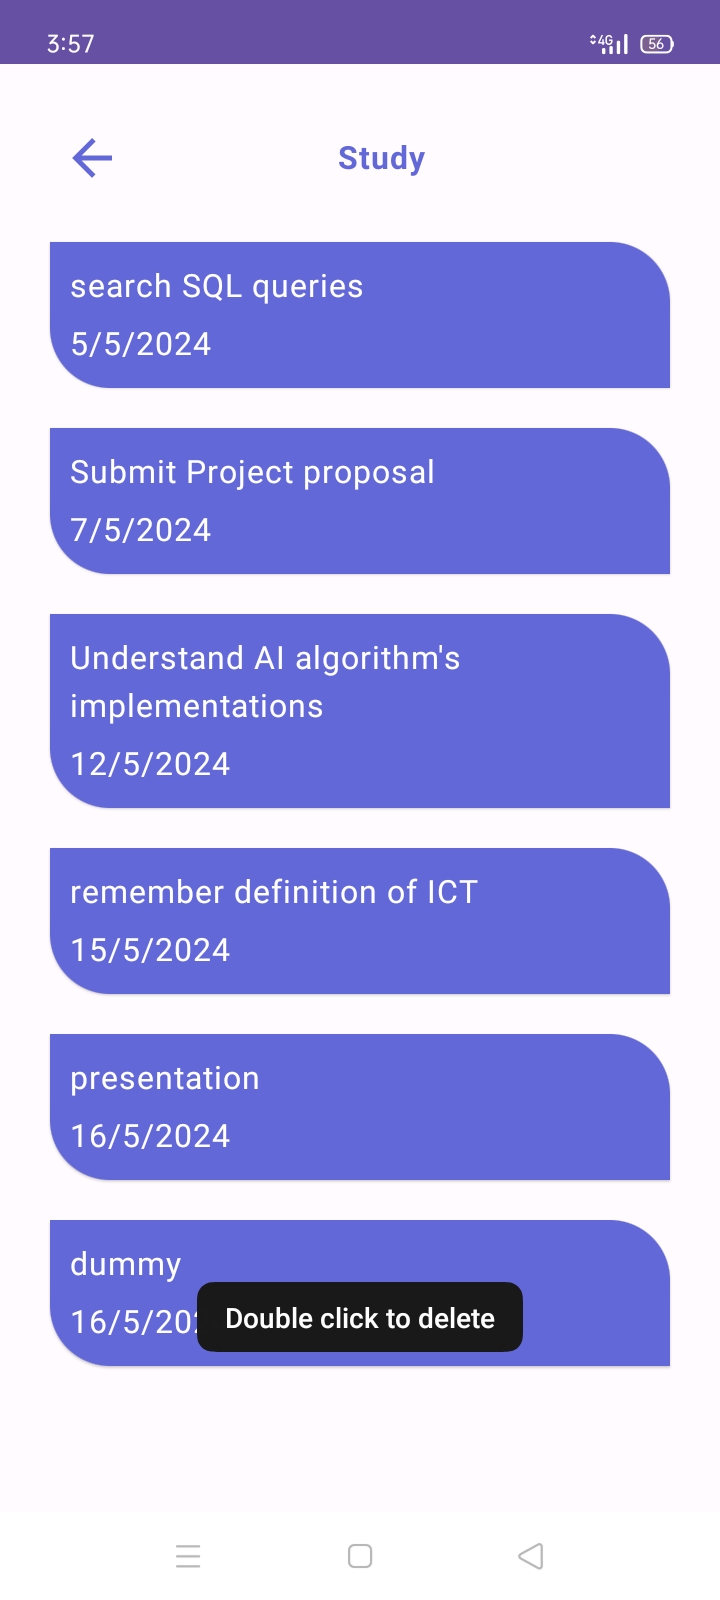 3:57
4G
56
Study
search SQL queries
5/5/2024
Submit Project proposal
7/5/2024
Understand AI algorithm's
implementations
12/5/2024
remember definition of ICT
15/5/2024
presentation
16/5/2024
dummy
16/5/202
Double click to delete